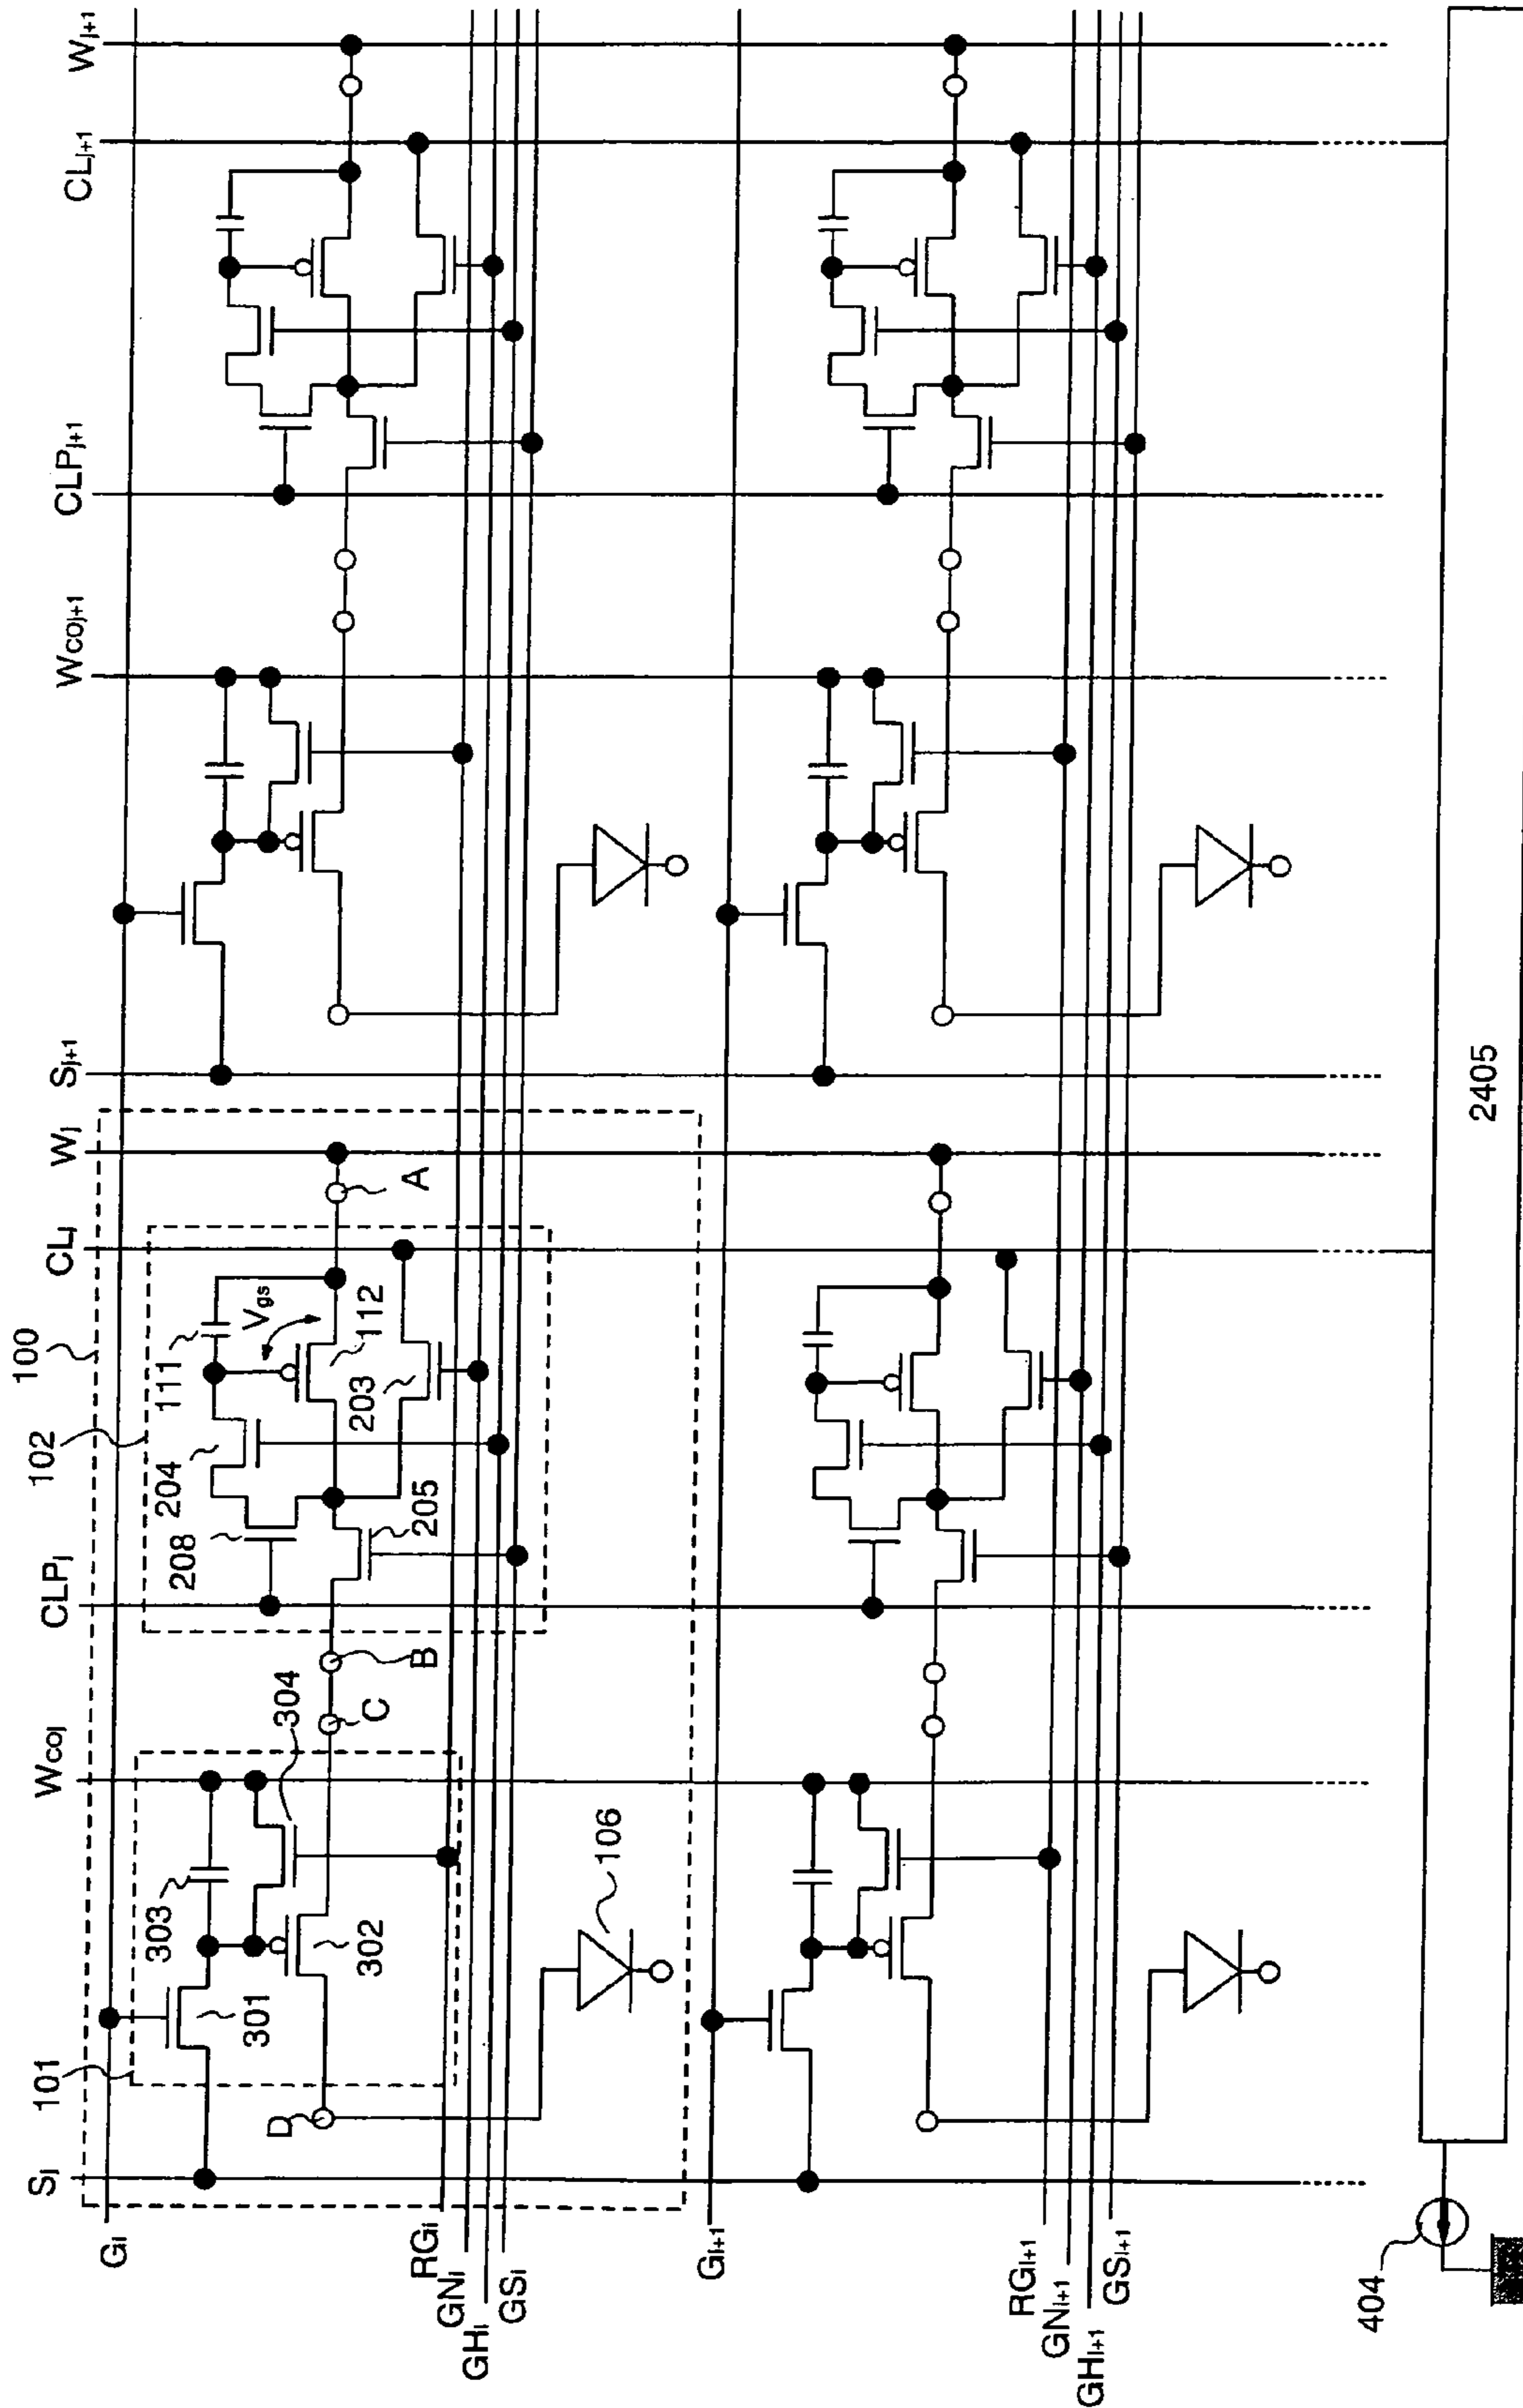 Wj+1
CLj+1
CLPj+1
Wcoj+1
Sj+1
Wj
CLj
CLPj
Wcoj
Sj
100
102
101
A
Vgs
111
112
203
204
208
205
B
C
304
303
302
301
D
106
Gi
RGi
GNi
GHi
GSi
Gi+1
RGi+1
GNi+1
GHi+1
GSi+1
2405
404